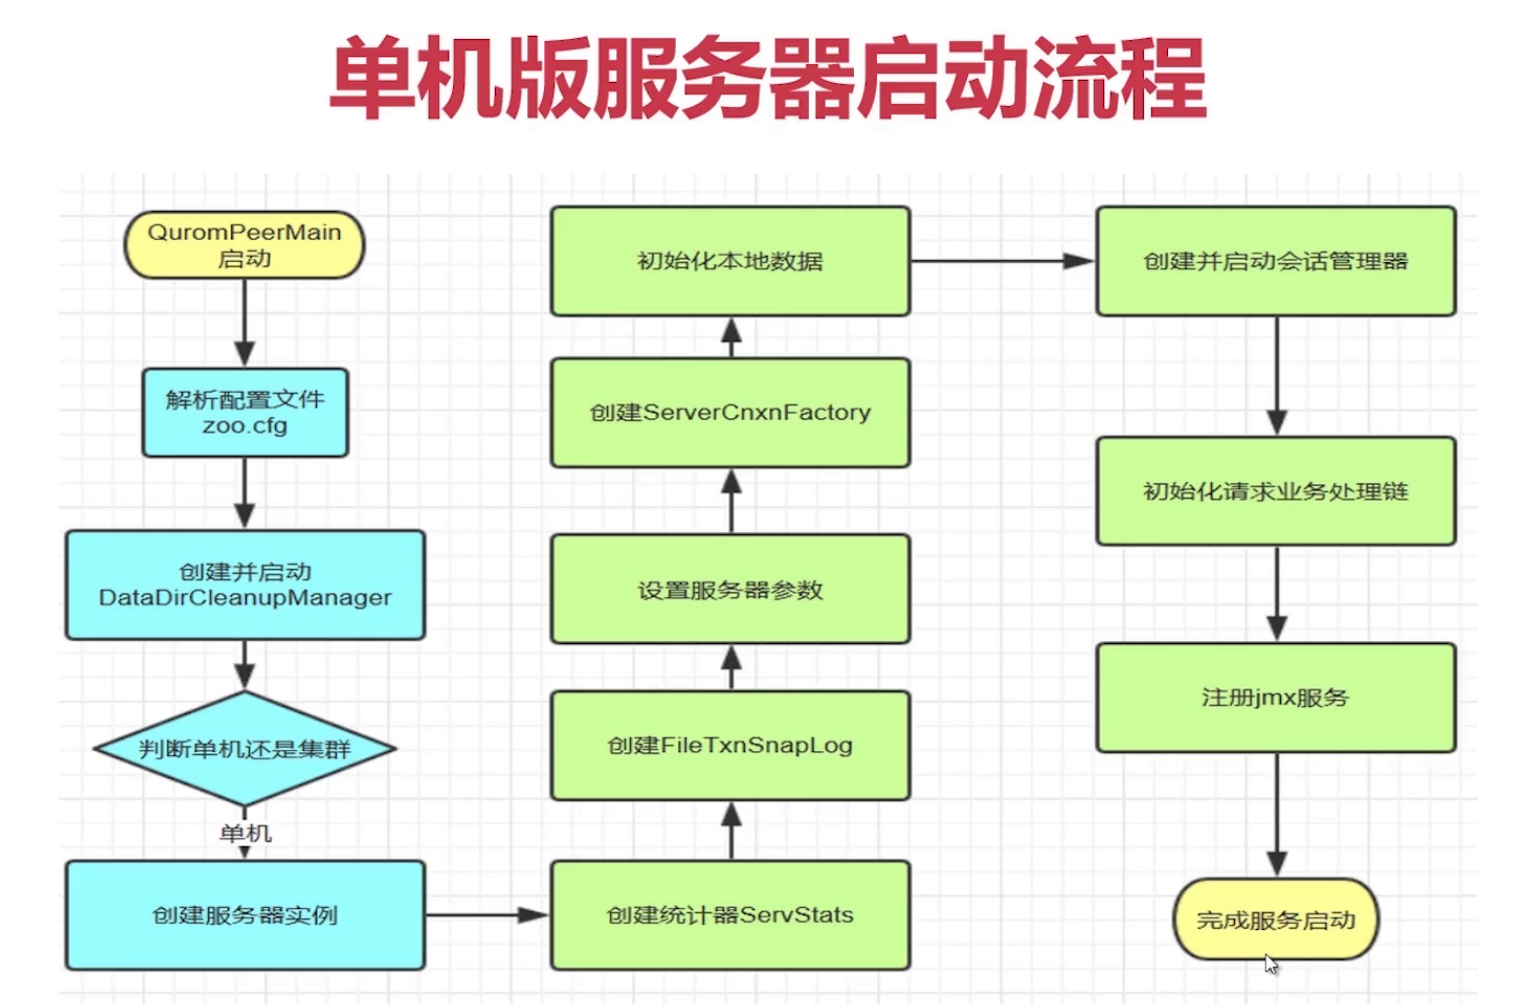 单机版服务器启动流程
QuromPeerMain
启动
解析配置文件
zoo.cfg
创建并启动
DataDirCleanupManager
判断单机还是集群
单机
创建服务器实例
创建统计器ServStats
创建FileTxnSnapLog
设置服务器参数
创建ServerCnxnFactory
初始化本地数据
创建并启动会话管理器
初始化请求业务处理链
注册jmx服务
完成服务启动